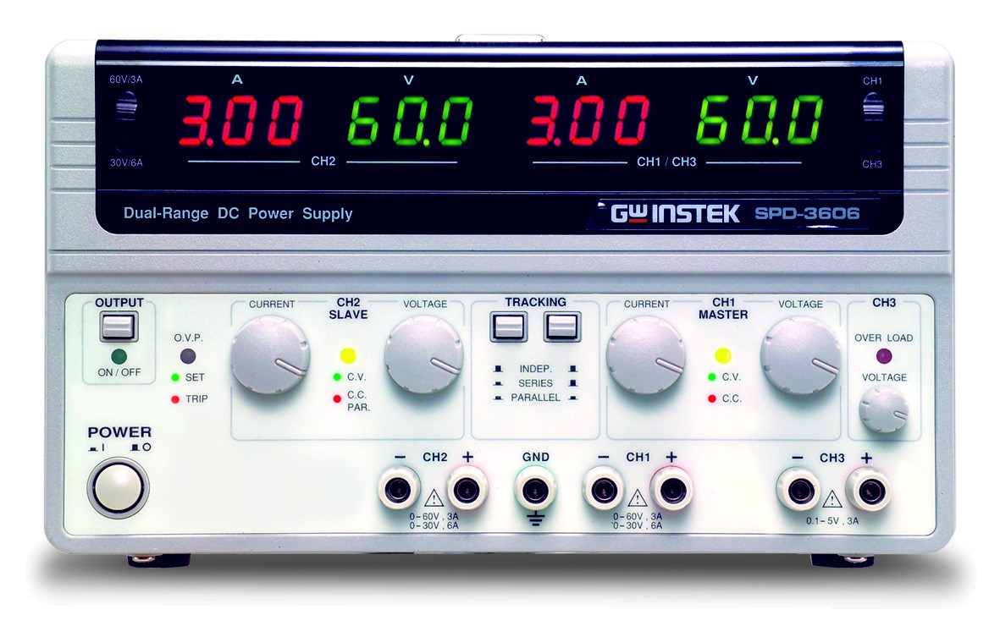 60V/3A A V A V CH1
3.00 60.0 3.00 60.0
30V/6A CH2 CH1 / CH3 CH3
Dual-Range DC Power Supply GWINSTEK SPD-3606
OUTPUT
ON / OFF
O.V.P.
SET
TRIP
POWER
I O
CURRENT CH2 VOLTAGE
SLAVE
C.V.
C.C.
PAR.
TRACKING
INDEP.
SERIES
PARALLEL
CURRENT CH1 VOLTAGE
MASTER
C.V.
C.C.
CH3
OVER LOAD
VOLTAGE
− CH2 + GND − CH1 + − CH3 +
0–60V , 3A 0–60V , 3A 0.1–5V , 3A
0–30V , 6A 0–30V , 6A